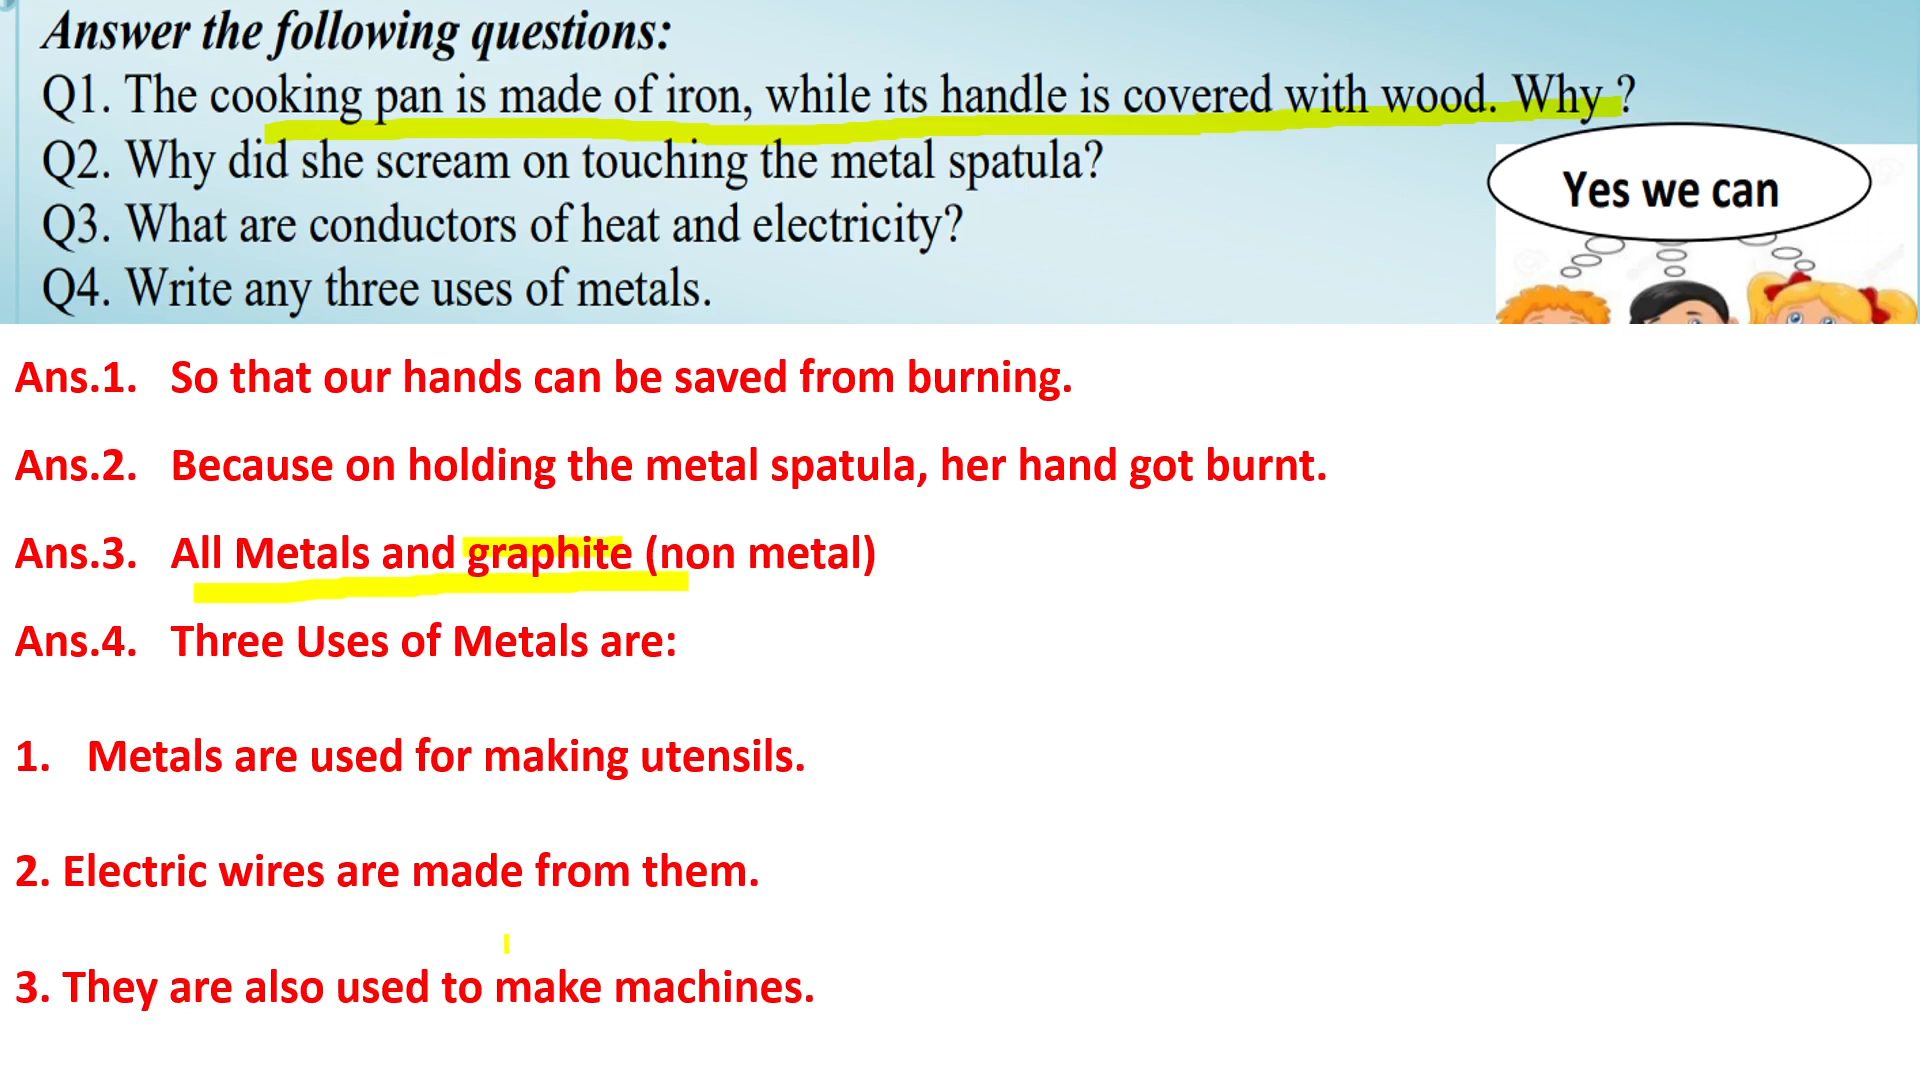 Answer the following questions:
Q1. The cooking pan is made of iron, while its handle is covered with wood. Why ?
Q2. Why did she scream on touching the metal spatula?
Q3. What are conductors of heat and electricity?
Q4. Write any three uses of metals.
Yes we can
Ans.1. So that our hands can be saved from burning.
Ans.2. Because on holding the metal spatula, her hand got burnt.
Ans.3. All Metals and graphite (non metal)
Ans.4. Three Uses of Metals are:
1. Metals are used for making utensils.
2. Electric wires are made from them.
3. They are also used to make machines.